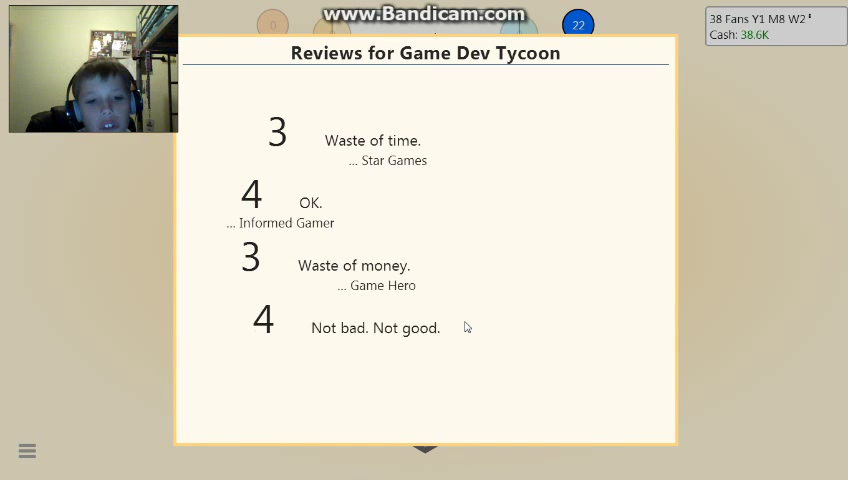 www.Bandicam.com
0
22
38 Fans Y1 M8 W2
Cash: 38.6K
Reviews for Game Dev Tycoon
3 Waste of time.
... Star Games
4 OK.
... Informed Gamer
3 Waste of money.
... Game Hero
4 Not bad. Not good.